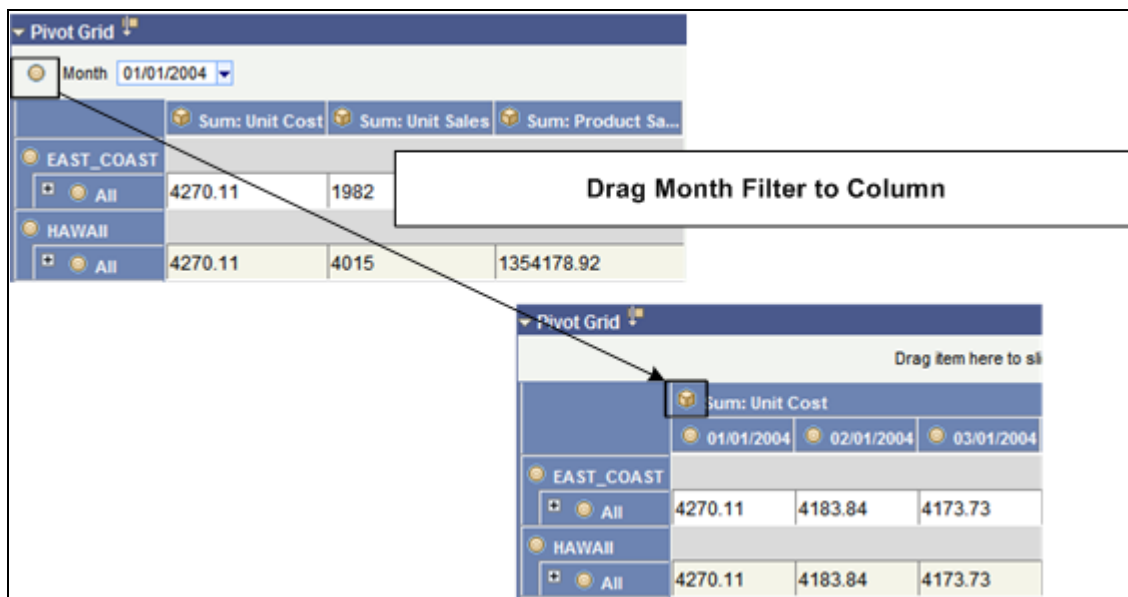 Pivot Grid
Month 01/01/2004
Sum: Unit Cost Sum: Unit Sales Sum: Product Sa...
EAST_COAST
All 4270.11 1982
HAWAII
All 4270.11 4015 1354178.92
Drag Month Filter to Column
Pivot Grid
Drag item here to sli
Sum: Unit Cost
01/01/2004 02/01/2004 03/01/2004
EAST_COAST
All 4270.11 4183.84 4173.73
HAWAII
All 4270.11 4183.84 4173.73